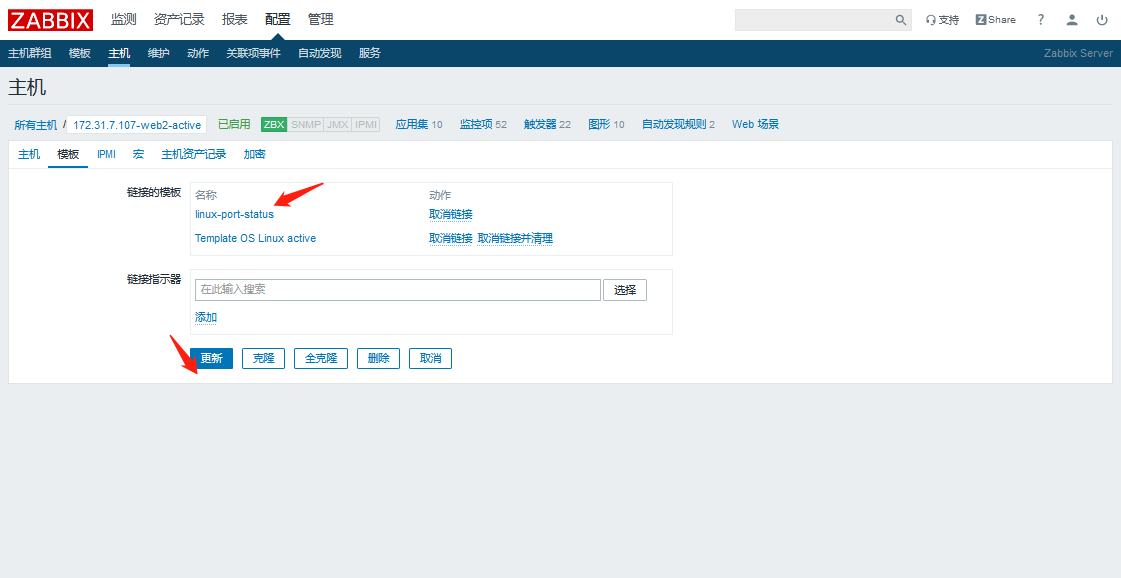 ZABBIX 监测 资产记录 报表 配置 管理 支持 Z Share ?
主机群组 模板 主机 维护 动作 关联项事件 自动发现 服务 Zabbix Server
主机
所有主机 / 172.31.7.107-web2-active 已启用 ZBX SNMP JMX IPMI 应用集 10 监控项 52 触发器 22 图形 10 自动发现规则 2 Web 场景
主机 模板 IPMI 宏 主机资产记录 加密
链接的模板 名称 动作
linux-port-status 取消链接
Template OS Linux active 取消链接 取消链接并清理
链接指示器
在此输入搜索 选择
添加
更新 克隆 全克隆 删除 取消